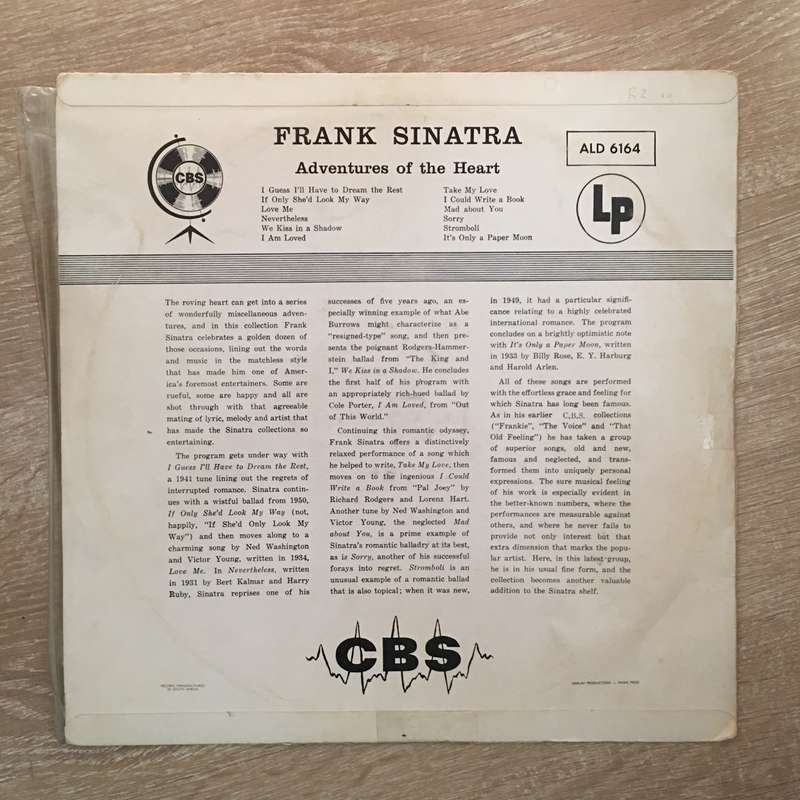 FRANK SINATRA
Adventures of the Heart
ALD 6164
CBS
Lp
I Guess I'll Have to Dream the Rest
If Only She'd Look My Way
Love Me
Nevertheless
We Kiss in a Shadow
I Am Loved
Take My Love
I Could Write a Book
Mad about You
Sorry
Stromboli
It's Only a Paper Moon
The roving heart can get into a series
of wonderfully miscellaneous adven-
tures, and in this collection Frank
Sinatra celebrates a golden dozen of
those occasions, lining out the words
and music in the matchless style
that has made him one of Ameri-
ca's foremost entertainers. Some are
rueful, some are happy and all are
shot through with that agreeable
mating of lyric, melody and artist that
has made the Sinatra collections so
entertaining.
The program gets under way with
I Guess I'll Have to Dream the Rest,
a 1941 tune lining out the regrets of
interrupted romance. Sinatra contin-
ues with a wistful ballad from 1950,
If Only She'd Look My Way (not,
happily, "If She'd Only Look My
Way") and then moves along to a
charming song by Ned Washington
and Victor Young, written in 1934,
Love Me. In Nevertheless, written
in 1931 by Bert Kalmar and Harry
Ruby, Sinatra reprises one of his
successes of five years ago, an es-
pecially winning example of what Abe
Burrows might characterize as a
"resigned-type" song, and then pre-
sents the poignant Rodgers-Hammer-
stein ballad from "The King and
I," We Kiss in a Shadow. He concludes
the first half of his program with
an appropriately rich-hued ballad by
Cole Porter, I Am Loved, from "Out
of This World."
Continuing this romantic odyssey,
Frank Sinatra offers a distinctively
relaxed performance of a song which
he helped to write, Take My Love, then
moves on to the ingenious I Could
Write a Book from "Pal Joey" by
Richard Rodgers and Lorenz Hart.
Another tune by Ned Washington and
Victor Young, the neglected Mad
about You, is a prime example of
Sinatra's romantic balladry at its best,
as is Sorry, another of his successful
forays into regret. Stromboli is an
unusual example of a romantic ballad
that is also topical; when it was new,
in 1949, it had a particular signifi-
cance relating to a highly celebrated
international romance. The program
concludes on a brightly optimistic note
with It's Only a Paper Moon, written
in 1933 by Billy Rose, E. Y. Harburg
and Harold Arlen.
All of these songs are performed
with the effortless grace and feeling for
which Sinatra has long been famous.
As in his earlier C.B.S. collections
("Frankie", "The Voice" and "That
Old Feeling") he has taken a group
of superior songs, old and new,
famous and neglected, and trans-
formed them into uniquely personal
expressions. The sure musical feeling
of his work is especially evident in
the better-known numbers, where the
performances are measurable against
others, and where he never fails to
provide not only interest but that
extra dimension that marks the popu-
lar artist. Here, in this latest group,
he is in his usual fine form, and the
collection becomes another valuable
addition to the Sinatra shelf.
CBS